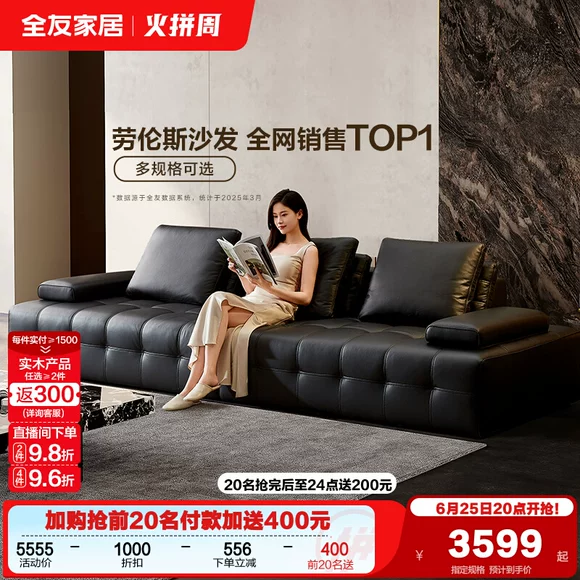 全友家居 火拼周
劳伦斯沙发 全网销售TOP1
多规格可选
*数据源于全友数据系统，统计于2025年3月
每件实付≥1500
实木产品
任选≥2件
返300
(详询客服)
直播间下单
2件 9.8折
4件 9.6折
20名抢完后至24点送200元
加购抢前20名付款加送400元
5555 - 1000 - 556 - 400
活动价 折扣 下单立减 前20名送
6月25日20点开抢!
¥ 3599 起
指定规格 预计到手价